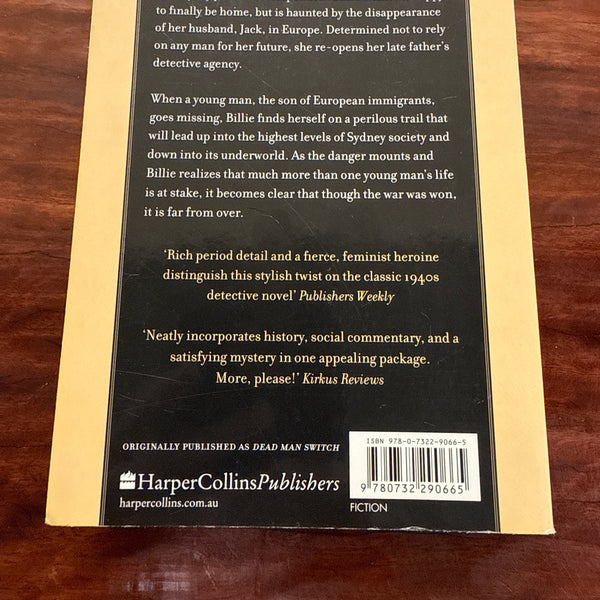 to finally be home, but is haunted by the disappearance
of her husband, Jack, in Europe. Determined not to rely
on any man for her future, she re-opens her late father's
detective agency.
When a young man, the son of European immigrants,
goes missing, Billie finds herself on a perilous trail that
will lead up into the highest levels of Sydney society and
down into its underworld. As the danger mounts and
Billie realizes that much more than one young man's life
is at stake, it becomes clear that though the war was won,
it is far from over.
‘Rich period detail and a fierce, feminist heroine
distinguish this stylish twist on the classic 1940s
detective novel’ Publishers Weekly
‘Neatly incorporates history, social commentary, and a
satisfying mystery in one appealing package.
More, please!’ Kirkus Reviews
ORIGINALLY PUBLISHED AS DEAD MAN SWITCH
HarperCollinsPublishers
harpercollins.com.au
ISBN 978-0-7322-9066-5
9 780732 290665
FICTION